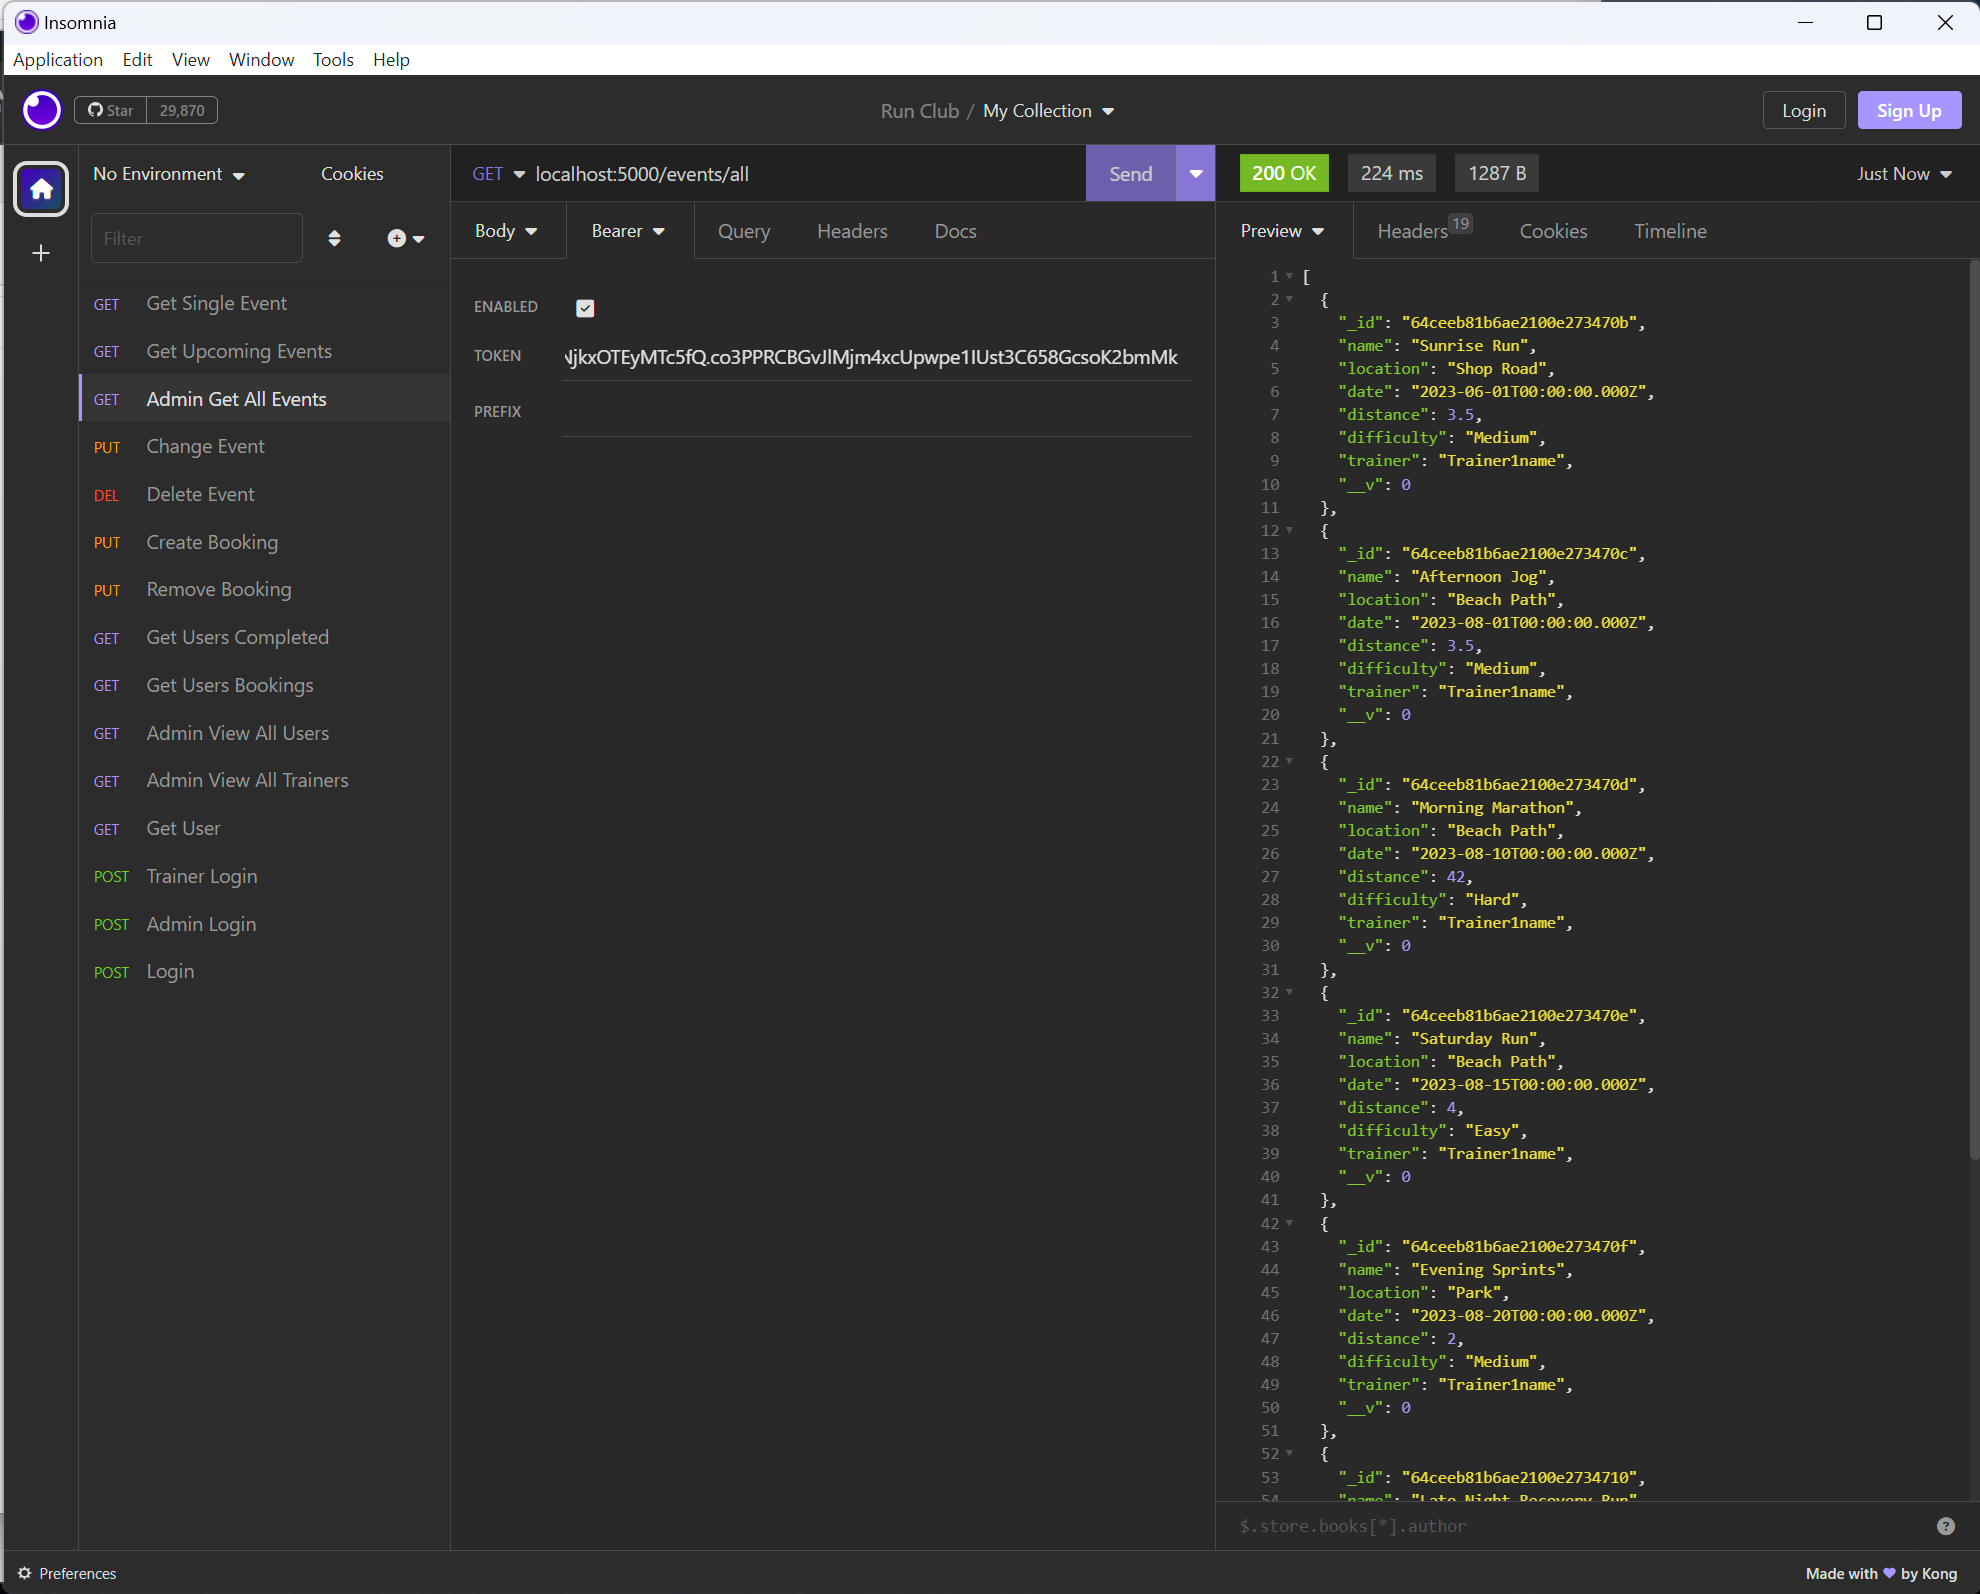 Insomnia
Application Edit View Window Tools Help
Star 29,870
Run Club / My Collection
Login Sign Up
No Environment Cookies
Filter
GET Get Single Event
GET Get Upcoming Events
GET Admin Get All Events
PUT Change Event
DEL Delete Event
PUT Create Booking
PUT Remove Booking
GET Get Users Completed
GET Get Users Bookings
GET Admin View All Users
GET Admin View All Trainers
GET Get User
POST Trainer Login
POST Admin Login
POST Login
GET localhost:5000/events/all Send
Body Bearer Query Headers Docs
ENABLED
TOKEN NjkxOTEyMTc5fQ.co3PPRCBGvJlMjm4xcUpwpe1IUst3C658GcsoK2bmMk
PREFIX
200 OK 224 ms 1287 B Just Now
Preview Headers 19 Cookies Timeline
1 [
2 {
3 "_id": "64ceeb81b6ae2100e273470b",
4 "name": "Sunrise Run",
5 "location": "Shop Road",
6 "date": "2023-06-01T00:00:00.000Z",
7 "distance": 3.5,
8 "difficulty": "Medium",
9 "trainer": "Trainer1name",
10 "__v": 0
11 },
12 {
13 "_id": "64ceeb81b6ae2100e273470c",
14 "name": "Afternoon Jog",
15 "location": "Beach Path",
16 "date": "2023-08-01T00:00:00.000Z",
17 "distance": 3.5,
18 "difficulty": "Medium",
19 "trainer": "Trainer1name",
20 "__v": 0
21 },
22 {
23 "_id": "64ceeb81b6ae2100e273470d",
24 "name": "Morning Marathon",
25 "location": "Beach Path",
26 "date": "2023-08-10T00:00:00.000Z",
27 "distance": 42,
28 "difficulty": "Hard",
29 "trainer": "Trainer1name",
30 "__v": 0
31 },
32 {
33 "_id": "64ceeb81b6ae2100e273470e",
34 "name": "Saturday Run",
35 "location": "Beach Path",
36 "date": "2023-08-15T00:00:00.000Z",
37 "distance": 4,
38 "difficulty": "Easy",
39 "trainer": "Trainer1name",
40 "__v": 0
41 },
42 {
43 "_id": "64ceeb81b6ae2100e273470f",
44 "name": "Evening Sprints",
45 "location": "Park",
46 "date": "2023-08-20T00:00:00.000Z",
47 "distance": 2,
48 "difficulty": "Medium",
49 "trainer": "Trainer1name",
50 "__v": 0
51 },
52 {
53 "_id": "64ceeb81b6ae2100e2734710",
54 "name": "Late Night Recovery Run"
$.store.books[*].author
Preferences
Made with by Kong